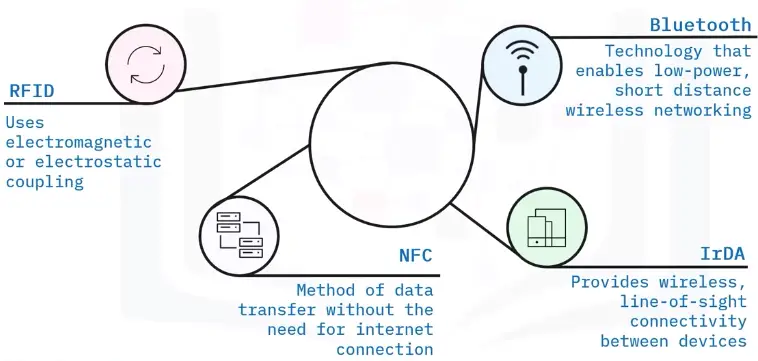 RFID
Uses
electromagnetic
or electrostatic
coupling
Bluetooth
Technology that
enables low-power,
short distance
wireless networking
NFC
Method of data
transfer without the
need for internet
connection
IrDA
Provides wireless,
line-of-sight
connectivity
between devices